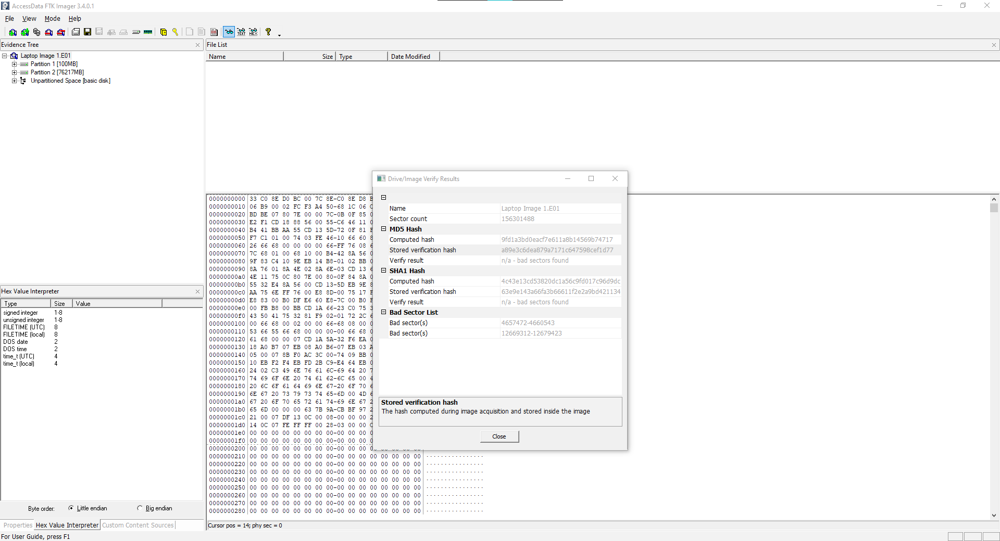 AccessData FTK Imager 3.4.0.1
File View Mode Help
Evidence Tree
Laptop Image 1.E01
Partition 1 [100MB]
Partition 2 [76217MB]
Unpartitioned Space [basic disk]
File List
Name Size Type Date Modified
Hex Value Interpreter
Type Size Value
signed integer 1-8
unsigned integer 1-8
FILETIME (UTC) 8
FILETIME (local) 8
DOS date 2
DOS time 2
time_t (UTC) 4
time_t (local) 4
Byte order: Little endian Big endian
Properties Hex Value Interpreter Custom Content Sources
0000000000 33 C0 8E D0 BC 00 7C 8E-C0 8E D8
0000000010 06 B9 00 02 FC F3 A4 50-68 1C 06
0000000020 BD BE 07 80 7E 00 00 7C-0B 0F 85
0000000030 E2 F1 CD 18 88 56 00 55-C6 46 11
0000000040 B4 41 BB AA 55 CD 13 5D-72 0F 81
0000000050 F7 C1 01 00 74 03 FE 46-10 66 60
0000000060 26 66 68 00 00 00 00 66-FF 76 08
0000000070 7C 68 01 00 68 10 00 B4-42 8A 56
0000000080 9F 83 C4 10 9E EB 14 B8-01 02 BB
0000000090 8A 76 01 8A 4E 02 8A 6E-03 CD 13
00000000a0 4E 11 75 0C 80 7E 00 80-0F 84 8A
00000000b0 55 32 E4 8A 56 00 CD 13-5D EB 9E
00000000c0 AA 75 6E FF 76 00 E8 8D-00 75 17
00000000d0 E8 83 00 B0 DF E6 60 E8-7C 00 B0
00000000e0 00 FB B8 00 BB CD 1A 66-23 C0 75
00000000f0 43 50 41 75 32 81 F9 02-01 72 2C
0000000100 00 66 68 00 02 00 00 66-68 08 00
0000000110 53 66 55 66 68 00 00 00-00 66 68
0000000120 61 68 00 00 07 CD 1A 5A-32 F6 EA
0000000130 18 A0 B7 07 EB 08 A0 B6-07 EB 03
0000000140 05 00 07 8B F0 AC 3C 00-74 09 BB
0000000150 10 EB F2 F4 EB FD 2B C9-E4 64 EB
0000000160 24 02 C3 49 6E 76 61 6C-69 64 20
0000000170 74 69 6F 6E 20 74 61 62-6C 65 00
0000000180 20 6C 6F 61 64 69 6E 67-20 6F 70
0000000190 6E 67 20 73 79 73 74 65-6D 00 4D
00000001a0 67 20 6F 70 65 72 61 74-69 6E 67
00000001b0 65 6D 00 00 00 63 7B 9A-CB BF 97
00000001c0 21 00 07 DF 13 0C 00 08-00 00 00
00000001d0 14 0C 07 FE FF FF 00 28-03 00 00
00000001e0 00 00 00 00 00 00 00 00-00 00 00
00000001f0 00 00 00 00 00 00 00 00-00 00 00
0000000200 00 00 00 00 00 00 00 00-00 00 00 00 00 00 00 00
0000000210 00 00 00 00 00 00 00 00-00 00 00 00 00 00 00 00 ················
0000000220 00 00 00 00 00 00 00 00-00 00 00 00 00 00 00 00 ················
0000000230 00 00 00 00 00 00 00 00-00 00 00 00 00 00 00 00 ················
0000000240 00 00 00 00 00 00 00 00-00 00 00 00 00 00 00 00 ················
0000000250 00 00 00 00 00 00 00 00-00 00 00 00 00 00 00 00 ················
0000000260 00 00 00 00 00 00 00 00-00 00 00 00 00 00 00 00 ················
0000000270 00 00 00 00 00 00 00 00-00 00 00 00 00 00 00 00 ················
0000000280 00 00 00 00 00 00 00 00-00 00 00 00 00 00 00 00 ················
Cursor pos = 14; phy sec = 0
Drive/Image Verify Results
Name Laptop Image 1.E01
Sector count 156301488
MD5 Hash
Computed hash 9fd1a3bd0eacf7e611a8b14569b74717
Stored verification hash a89e3c6dea879a7171c647598cef1d77
Verify result n/a - bad sectors found
SHA1 Hash
Computed hash 4c43e13cd53820dc1a56c9fd017c96d9dc
Stored verification hash 63e9e143a66fa3b66611f2e2a9bd421134
Verify result n/a - bad sectors found
Bad Sector List
Bad sector(s) 4657472-4660543
Bad sector(s) 12669312-12679423
Stored verification hash
The hash computed during image acquisition and stored inside the image
Close
For User Guide, press F1